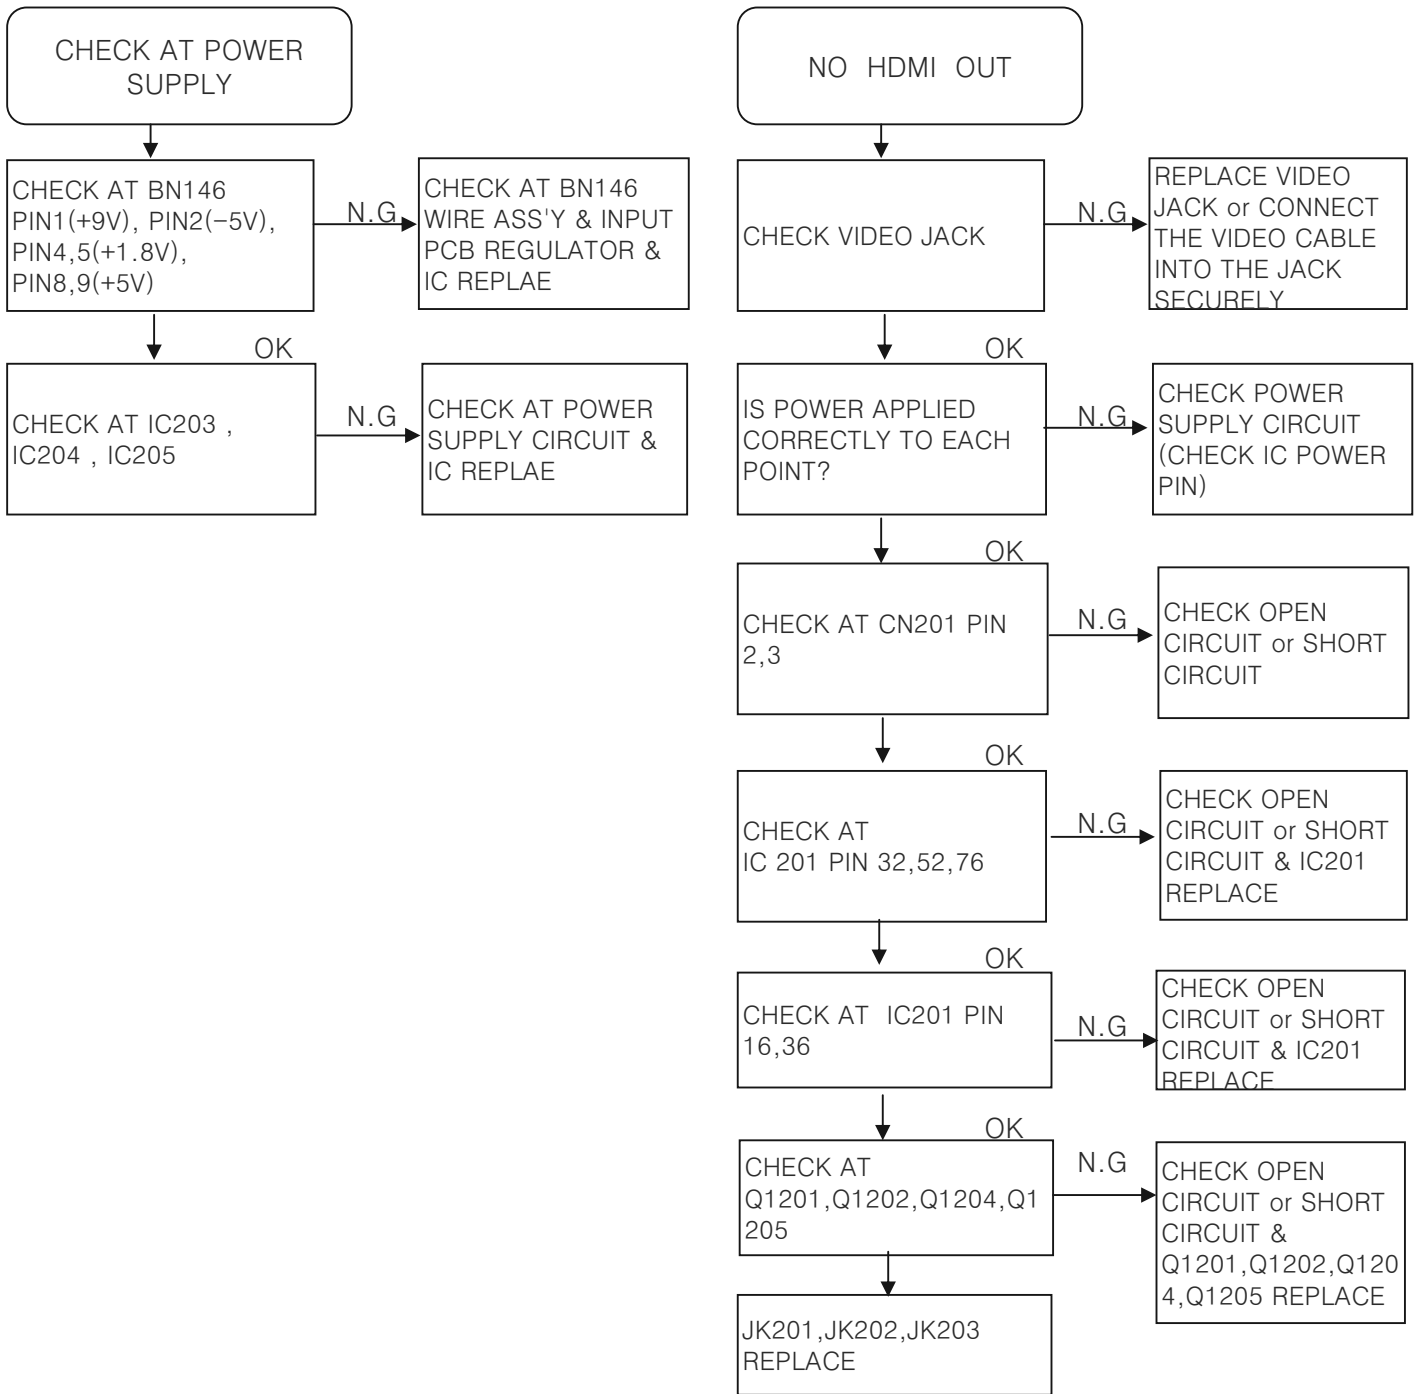 CHECK AT POWER
SUPPLY
CHECK AT BN146
PIN1(+9V), PIN2(−5V),
PIN4,5(+1.8V),
PIN8,9(+5V)
N.G
CHECK AT BN146
WIRE ASS'Y & INPUT
PCB REGULATOR &
IC REPLAE
OK
CHECK AT IC203 ,
IC204 , IC205
N.G
CHECK AT POWER
SUPPLY CIRCUIT &
IC REPLAE
NO HDMI OUT
CHECK VIDEO JACK
N.G
REPLACE VIDEO
JACK or CONNECT
THE VIDEO CABLE
INTO THE JACK
SECURELY
OK
IS POWER APPLIED
CORRECTLY TO EACH
POINT?
N.G
CHECK POWER
SUPPLY CIRCUIT
(CHECK IC POWER
PIN)
OK
CHECK AT CN201 PIN
2,3
N.G
CHECK OPEN
CIRCUIT or SHORT
CIRCUIT
OK
CHECK AT
IC 201 PIN 32,52,76
N.G
CHECK OPEN
CIRCUIT or SHORT
CIRCUIT & IC201
REPLACE
OK
CHECK AT IC201 PIN
16,36
N.G
CHECK OPEN
CIRCUIT or SHORT
CIRCUIT & IC201
REPLACE
OK
CHECK AT
Q1201,Q1202,Q1204,Q1
205
N.G
CHECK OPEN
CIRCUIT or SHORT
CIRCUIT &
Q1201,Q1202,Q120
4,Q1205 REPLACE
JK201,JK202,JK203
REPLACE